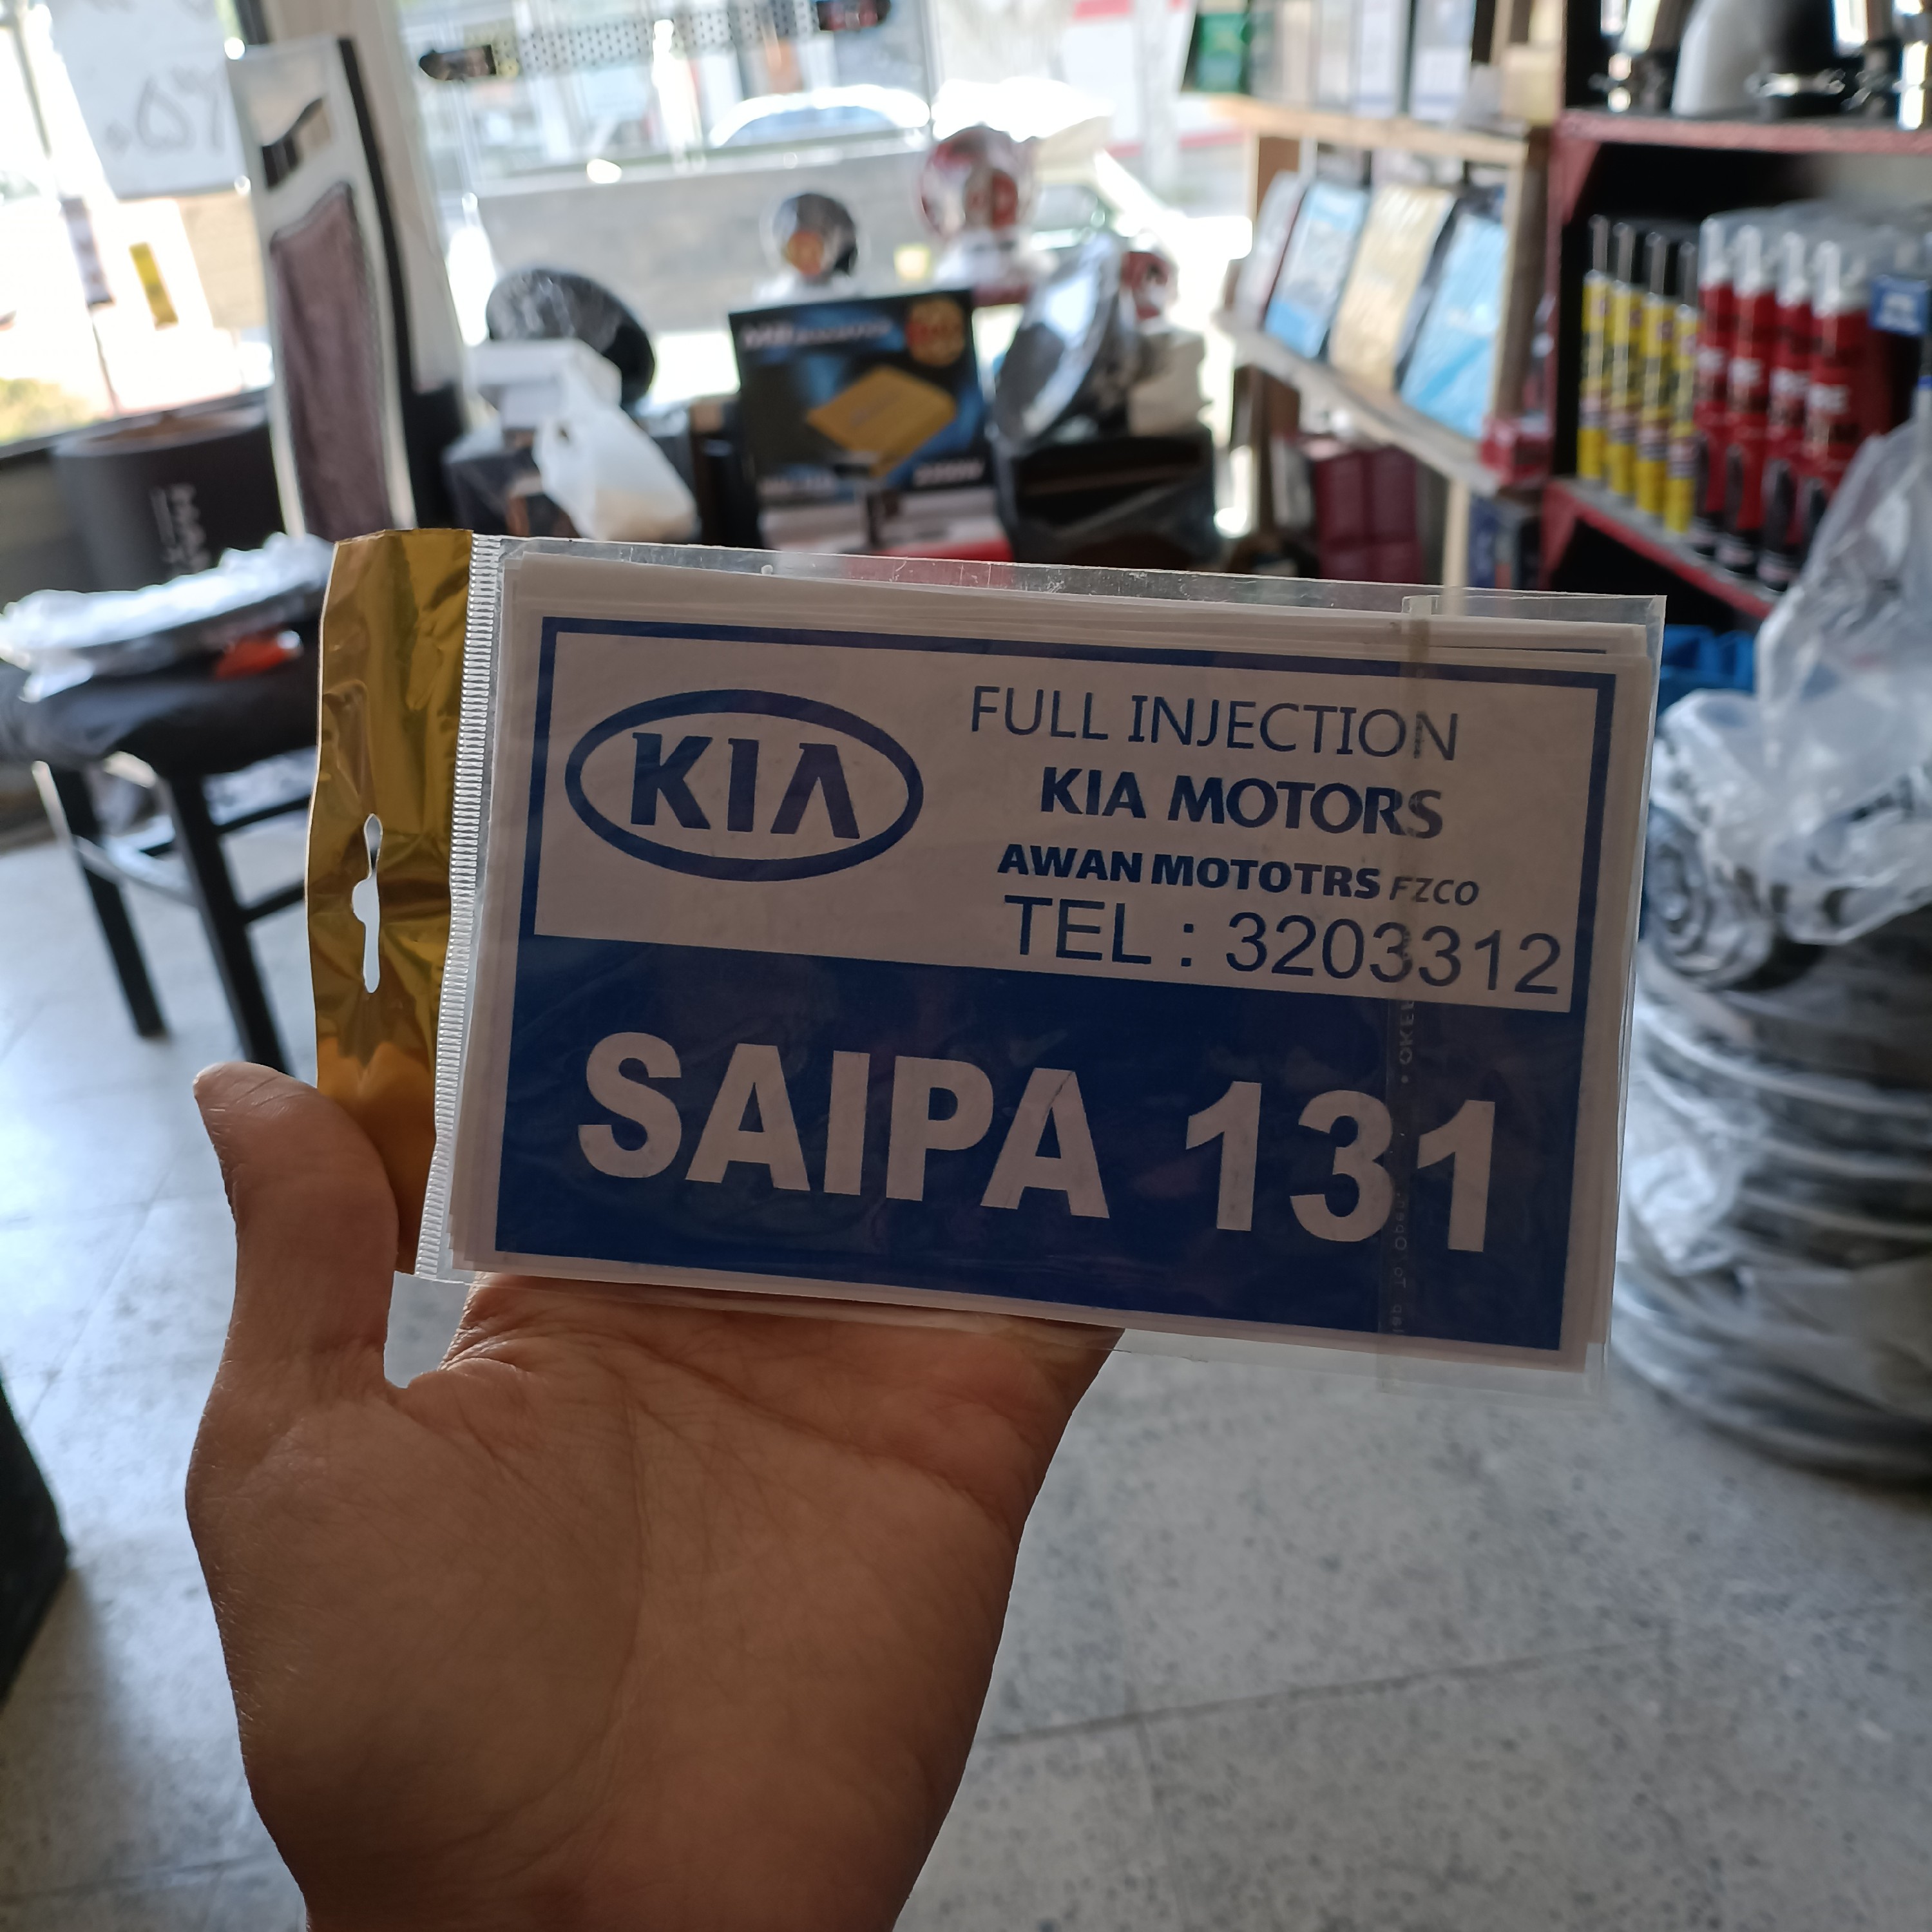 KIA
FULL INJECTION
KIA MOTORS
AWAN MOTOTRS FZCO
TEL : 3203312
SAIPA 131